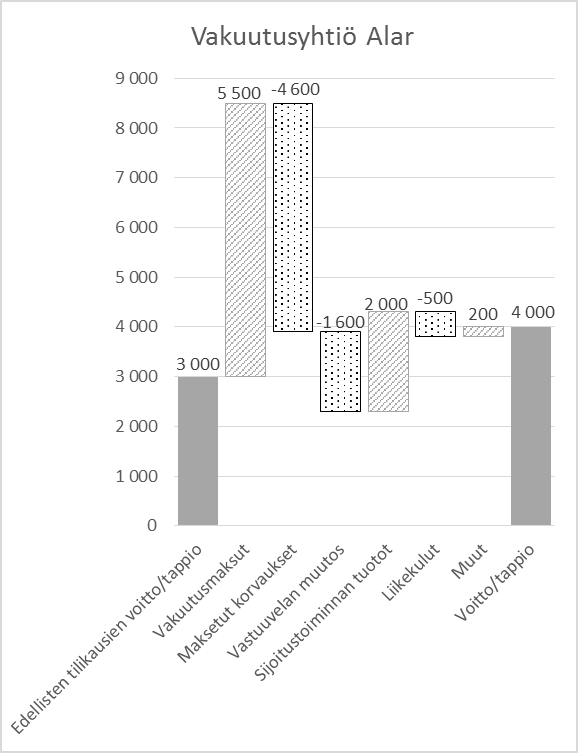 Vakuutusyhtiö Alar
9 000
8 000
7 000
6 000
5 000
4 000
3 000
2 000
1 000
0
3 000
5 500
-4 600
-1 600
2 000
-500
200
4 000
Edellisten tilikausien voitto/tappio
Vakuutusmaksut
Maksetut korvaukset
Vastuuvelan muutos
Sijoitustoiminnan tuotot
Liikekulut
Muut
Voitto/tappio